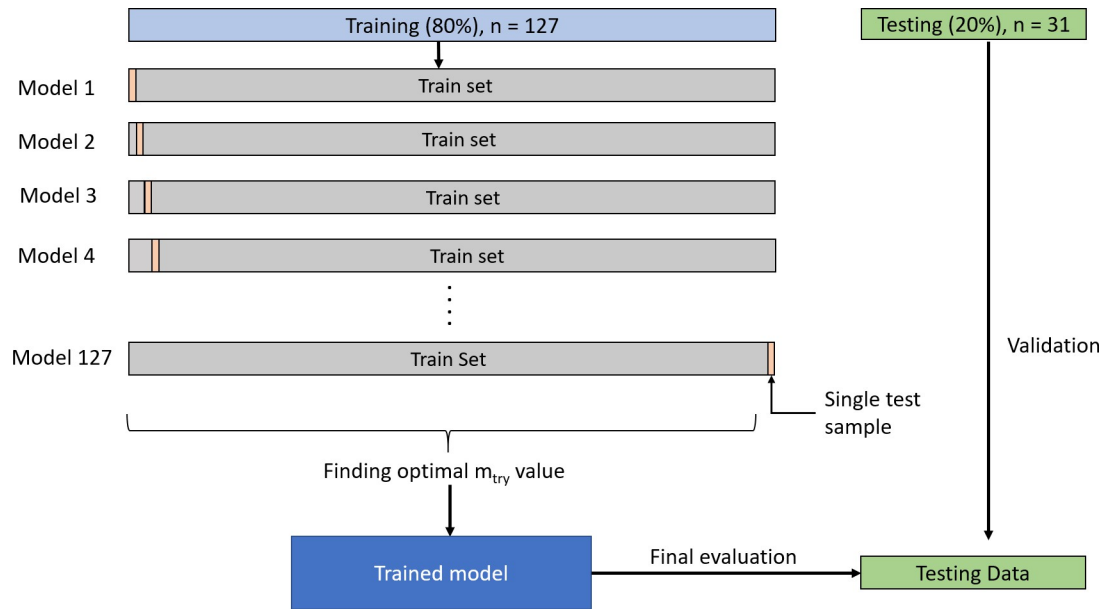 Training (80%), n = 127
Testing (20%), n = 31
Model 1
Train set
Model 2
Train set
Model 3
Train set
Model 4
Train set
Model 127
Train Set
Validation
Single test
sample
Finding optimal mtry value
Trained model
Final evaluation
Testing Data